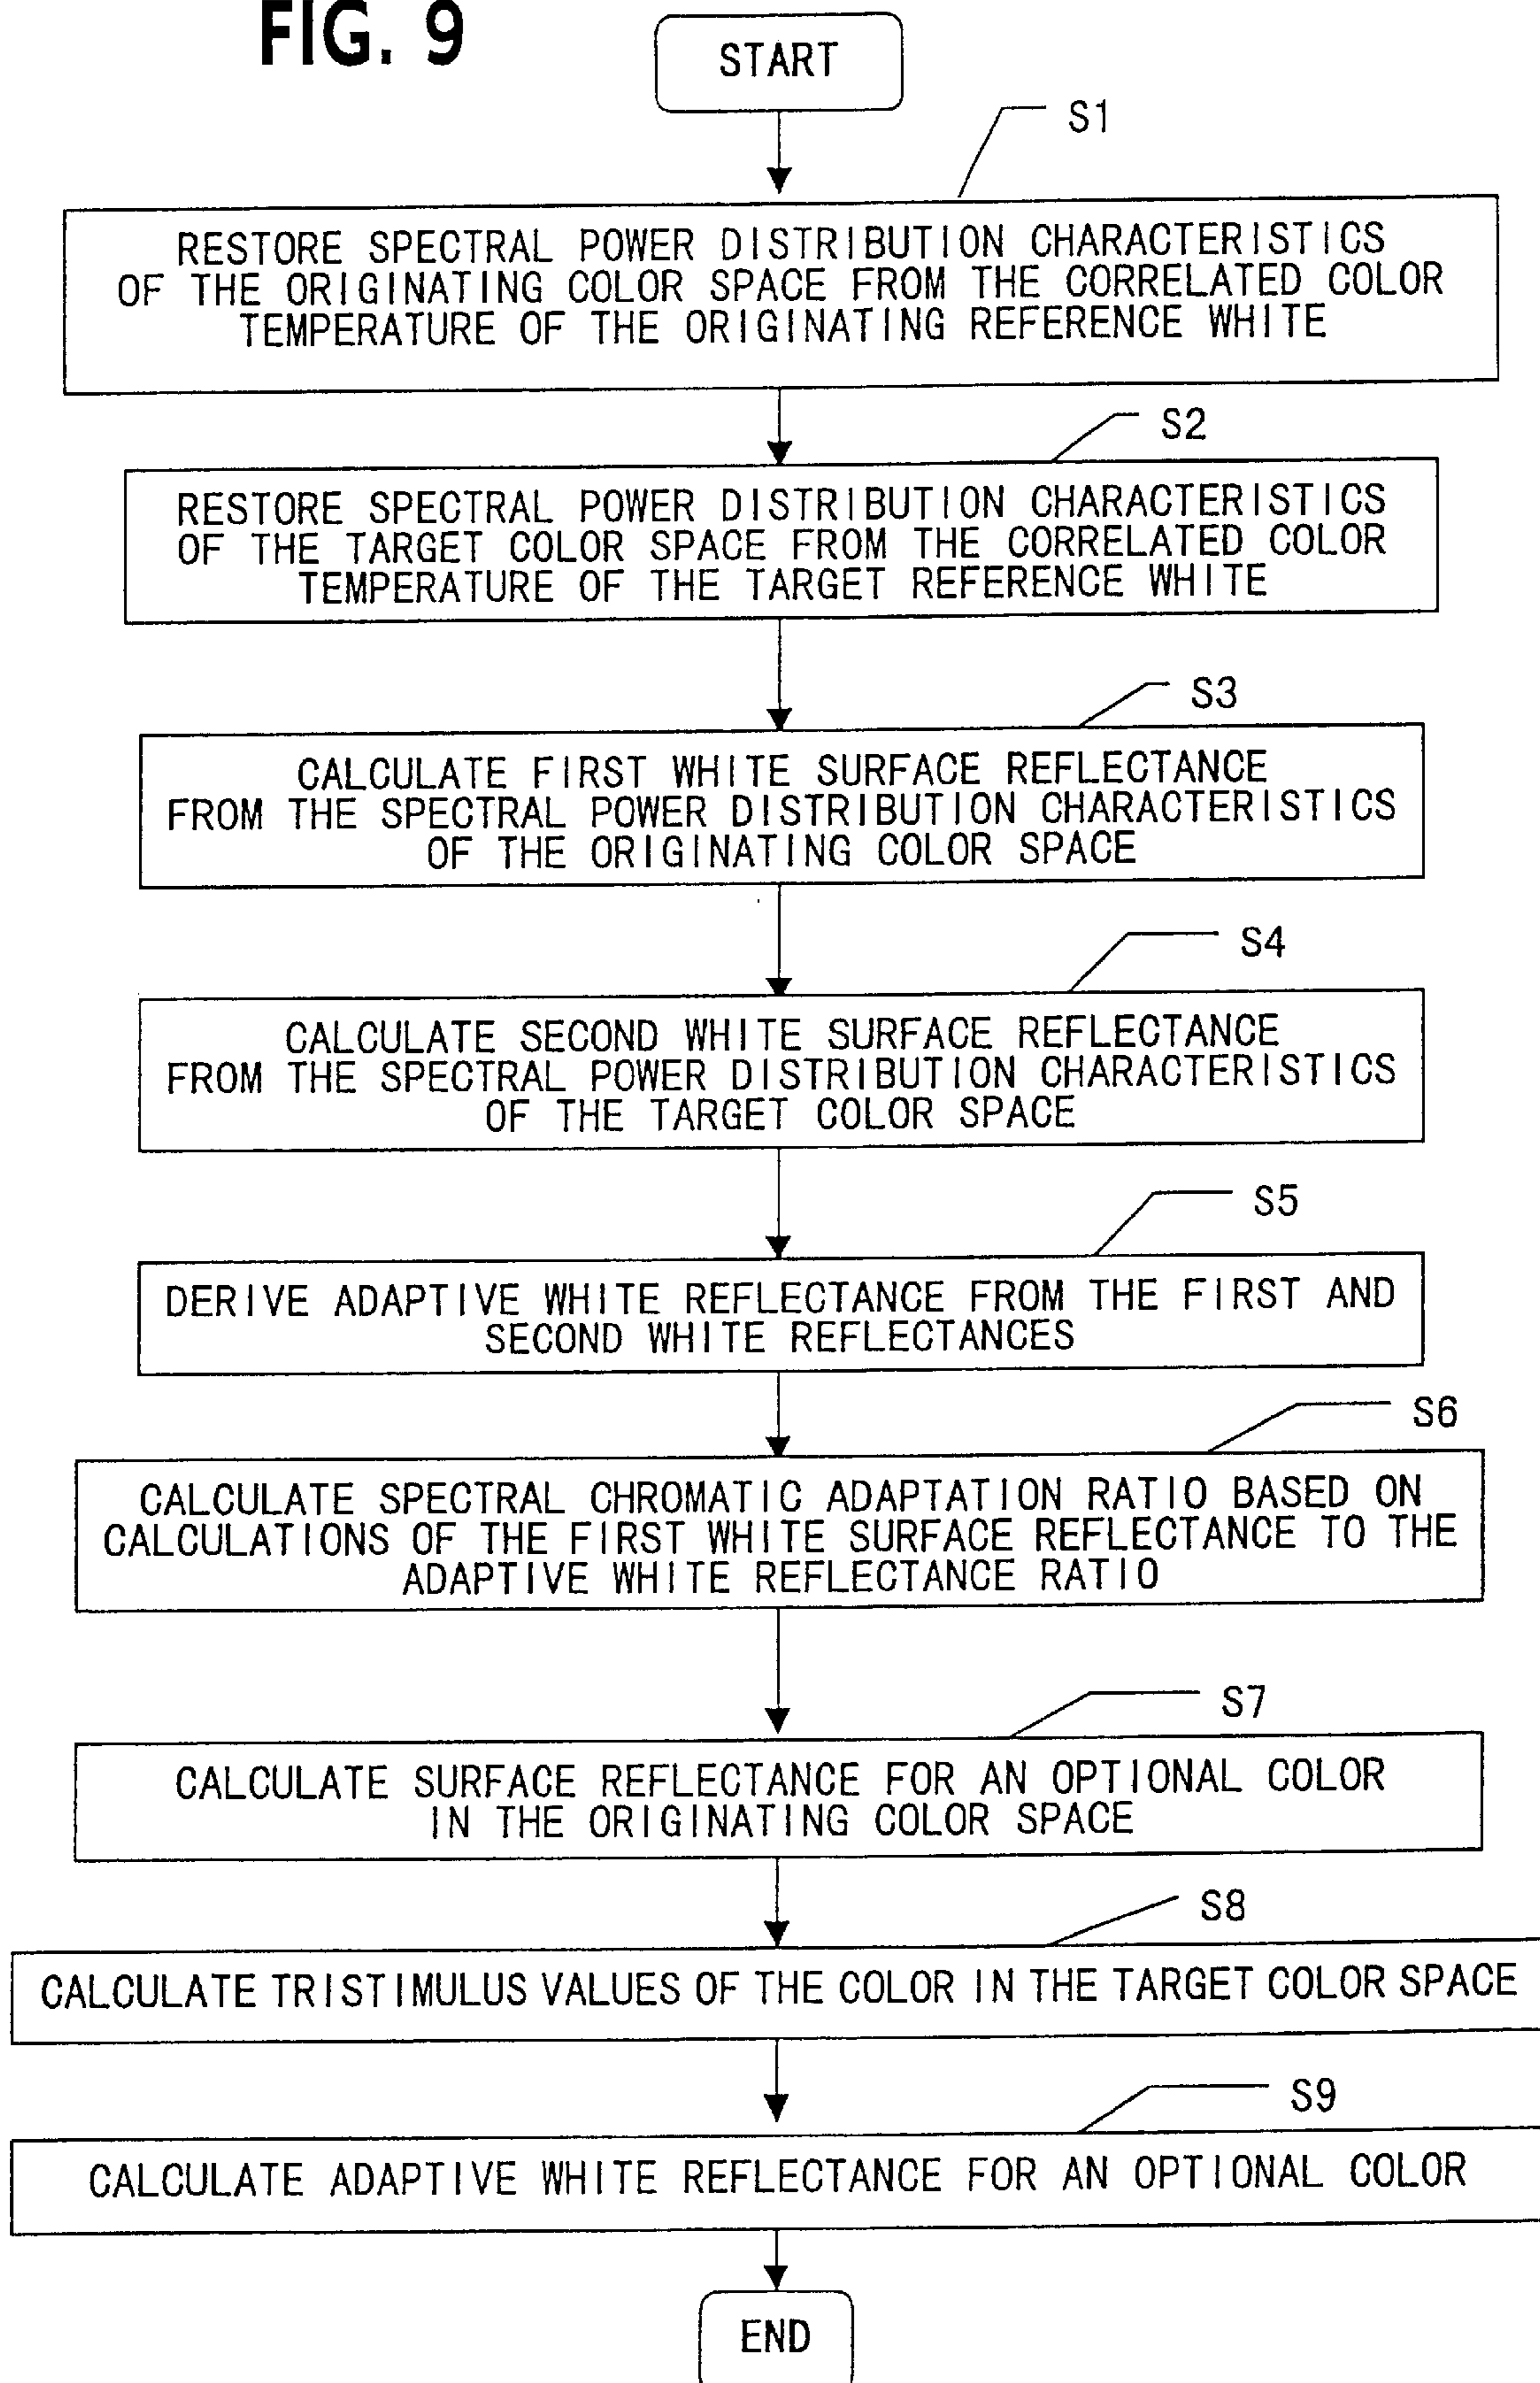 FIG. 9
START
S1
RESTORE SPECTRAL POWER DISTRIBUTION CHARACTERISTICS
OF THE ORIGINATING COLOR SPACE FROM THE CORRELATED COLOR
TEMPERATURE OF THE ORIGINATING REFERENCE WHITE
S2
RESTORE SPECTRAL POWER DISTRIBUTION CHARACTERISTICS
OF THE TARGET COLOR SPACE FROM THE CORRELATED COLOR
TEMPERATURE OF THE TARGET REFERENCE WHITE
S3
CALCULATE FIRST WHITE SURFACE REFLECTANCE
FROM THE SPECTRAL POWER DISTRIBUTION CHARACTERISTICS
OF THE ORIGINATING COLOR SPACE
S4
CALCULATE SECOND WHITE SURFACE REFLECTANCE
FROM THE SPECTRAL POWER DISTRIBUTION CHARACTERISTICS
OF THE TARGET COLOR SPACE
S5
DERIVE ADAPTIVE WHITE REFLECTANCE FROM THE FIRST AND
SECOND WHITE REFLECTANCES
S6
CALCULATE SPECTRAL CHROMATIC ADAPTATION RATIO BASED ON
CALCULATIONS OF THE FIRST WHITE SURFACE REFLECTANCE TO THE
ADAPTIVE WHITE REFLECTANCE RATIO
S7
CALCULATE SURFACE REFLECTANCE FOR AN OPTIONAL COLOR
IN THE ORIGINATING COLOR SPACE
S8
CALCULATE TRISTIMULUS VALUES OF THE COLOR IN THE TARGET COLOR SPACE
S9
CALCULATE ADAPTIVE WHITE REFLECTANCE FOR AN OPTIONAL COLOR
END